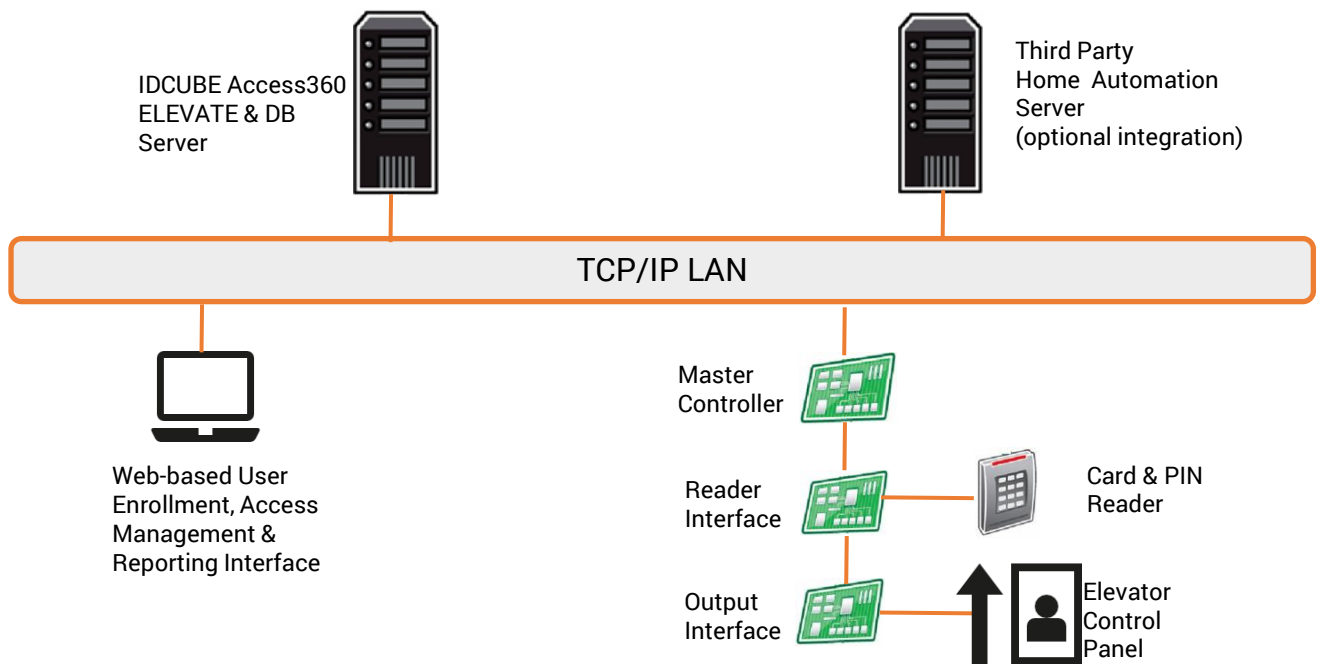 IDCUBE Access360
ELEVATE & DB
Server
Third Party
Home Automation
Server
(optional integration)
TCP/IP LAN
Web-based User
Enrollment, Access
Management &
Reporting Interface
Master
Controller
Reader
Interface
Card & PIN
Reader
Output
Interface
Elevator
Control
Panel